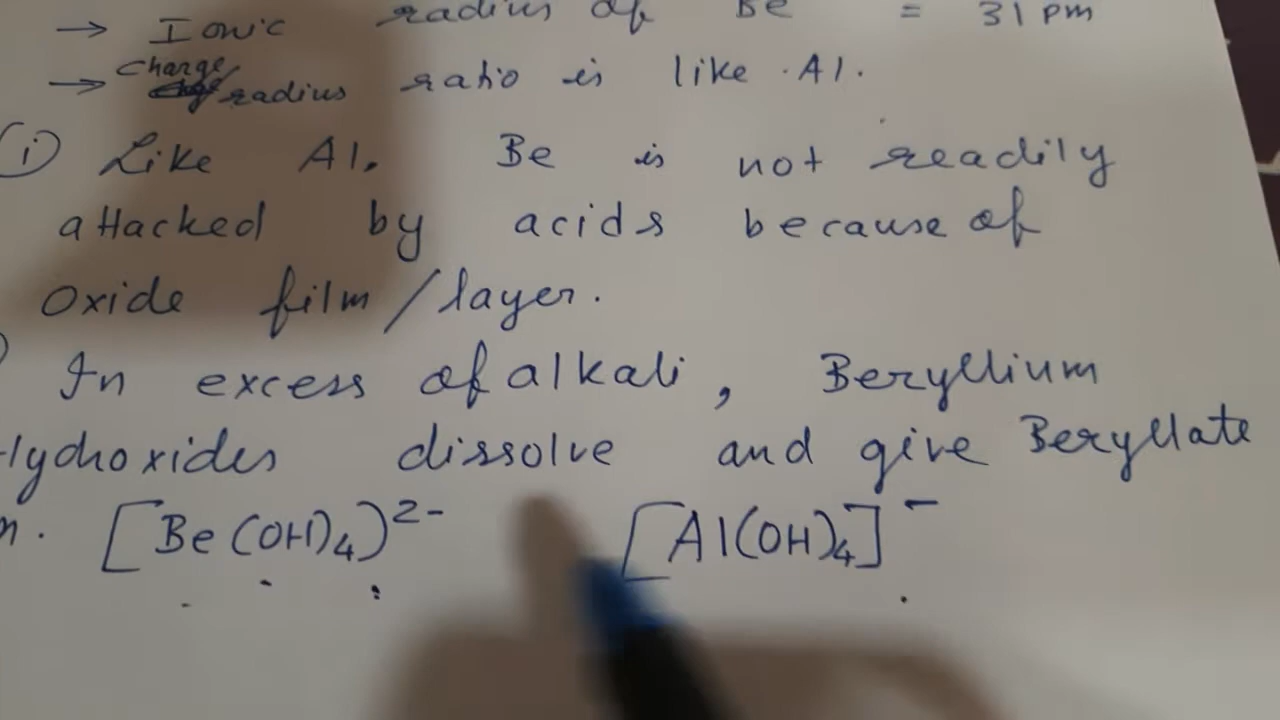 → Ionic radius of Be = 31 pm
→ Charge/radius ratio is like Al.
(i) Like Al. Be is not readily
attacked by acids because of
Oxide film/layer.
) In excess of alkali, Beryllium
Hydroxides dissolve and give Beryllate
n. [Be(OH)4)2- [Al(OH)4]-